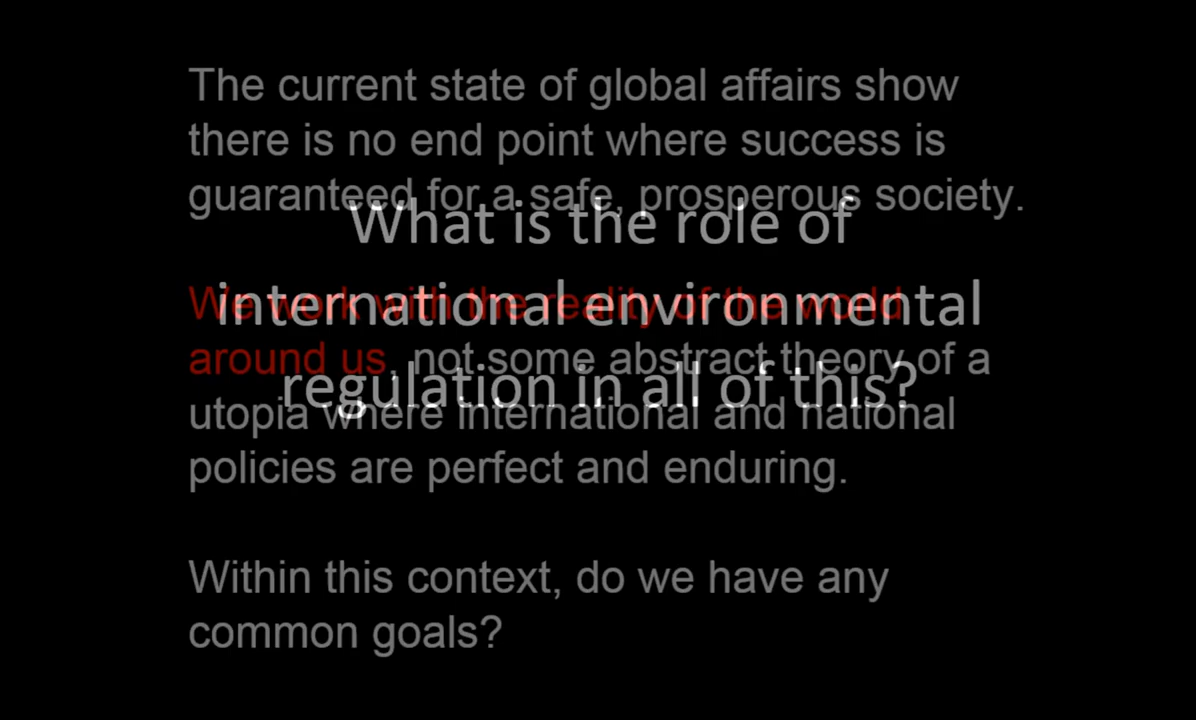 The current state of global affairs show
there is no end point where success is
guaranteed for a safe, prosperous society.
What is the role of
international environmental
regulation in all of this?
We work with the reality of the world
around us, not some abstract theory of a
utopia where international and national
policies are perfect and enduring.
Within this context, do we have any
common goals?